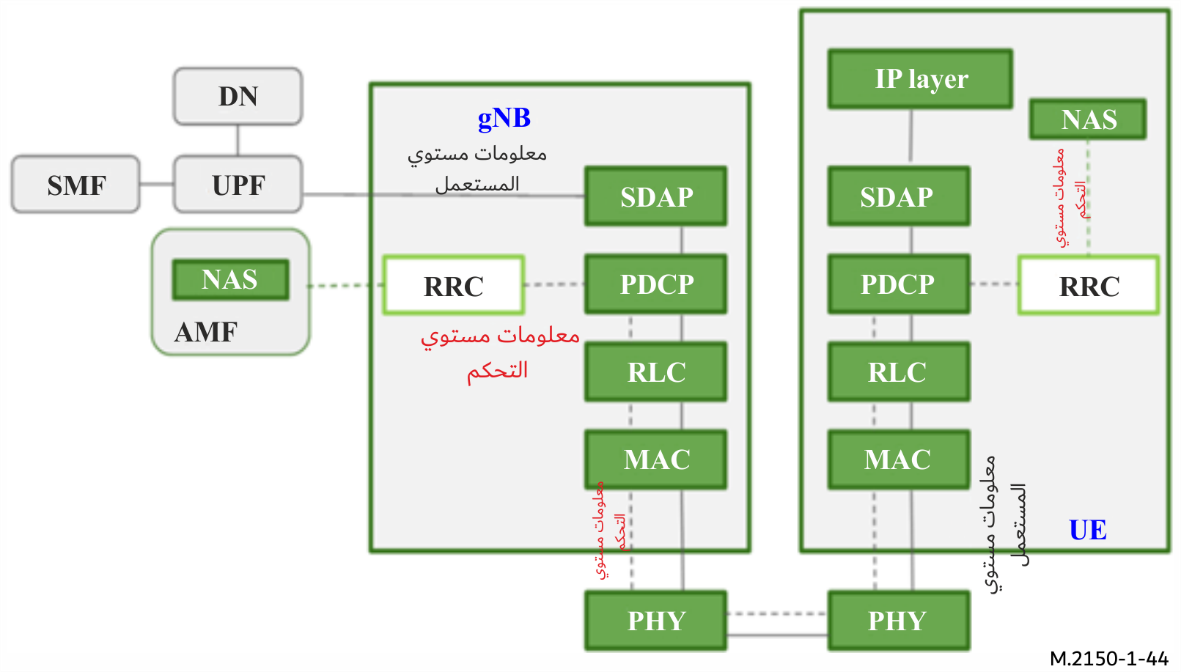 DN
SMF
UPF
NAS
AMF
gNB
معلومات مستوي
المستعمل
SDAP
RRC
PDCP
معلومات مستوي
التحكم
RLC
MAC
معلومات مستوي
التحكم
PHY
IP layer
NAS
معلومات مستوي
التحكم
SDAP
PDCP
RRC
RLC
MAC
معلومات مستوي
المستعمل
UE
PHY
M.2150-1-44